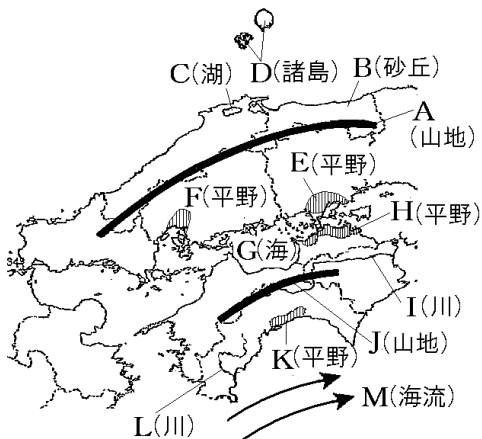 C(湖)
D(諸島)
B(砂丘)
A
(山地)
E(平野)
F(平野)
H(平野)
G(海)
I(川)
J(山地)
K(平野)
M(海流)
L(川)